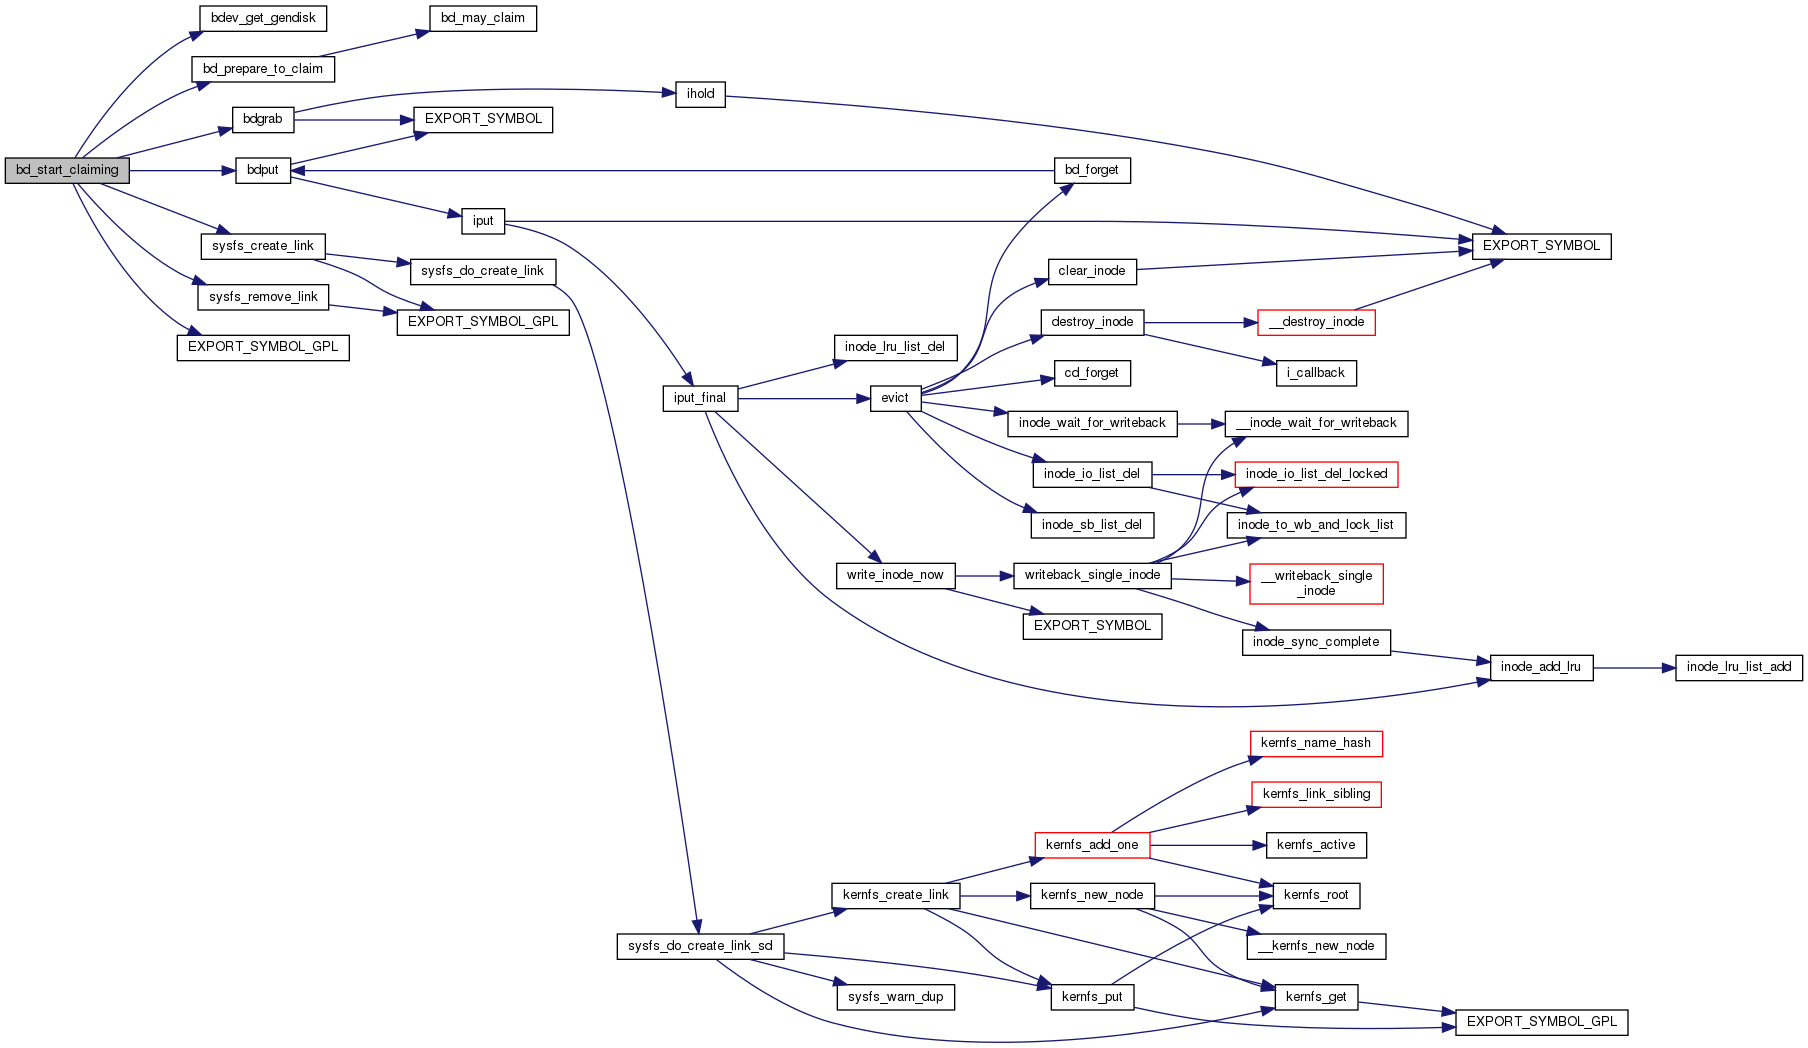 bdev_get_gendisk
bd_may_claim
bd_prepare_to_claim
ihold
bdgrab
EXPORT_SYMBOL
bd_start_claiming
bdput
bd_forget
iput
sysfs_create_link
EXPORT_SYMBOL
sysfs_do_create_link
clear_inode
sysfs_remove_link
EXPORT_SYMBOL_GPL
destroy_inode
__destroy_inode
EXPORT_SYMBOL_GPL
inode_lru_list_del
cd_forget
i_callback
iput_final
evict
inode_wait_for_writeback
__inode_wait_for_writeback
inode_io_list_del
inode_io_list_del_locked
inode_sb_list_del
inode_to_wb_and_lock_list
write_inode_now
writeback_single_inode
__writeback_single
_inode
EXPORT_SYMBOL
inode_sync_complete
inode_add_lru
inode_lru_list_add
kernfs_name_hash
kernfs_link_sibling
kernfs_add_one
kernfs_active
kernfs_create_link
kernfs_new_node
kernfs_root
sysfs_do_create_link_sd
__kernfs_new_node
sysfs_warn_dup
kernfs_put
kernfs_get
EXPORT_SYMBOL_GPL